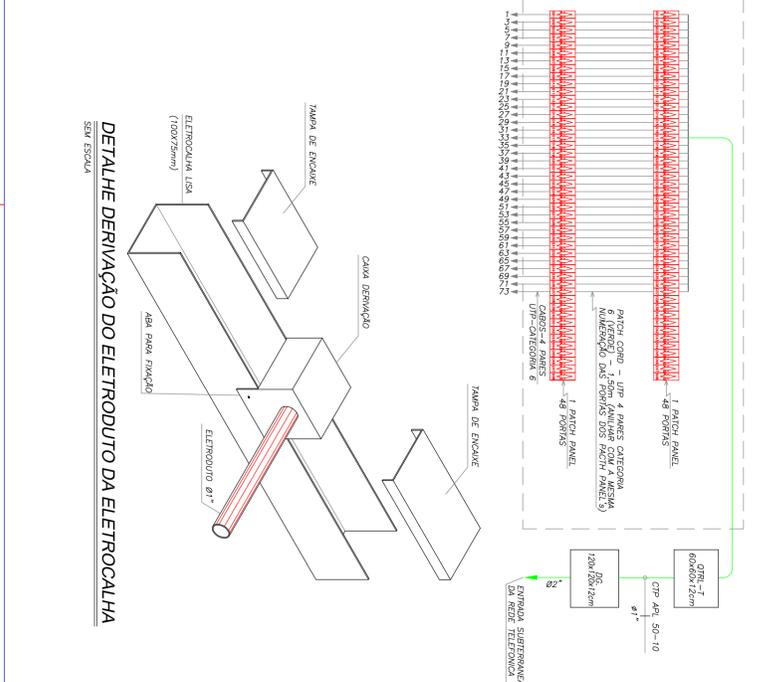 1
3
5
7
9
11
13
15
17
19
21
23
25
27
29
31
33
35
37
39
41
43
45
47
49
51
53
55
57
59
61
63
65
67
69
71
73
1 PATCH PANEL
48 PORTAS
PATCH CORD - UTP 4 PARES CATEGORIA
6 (VERDE) - 1,50m (ANILHAR COM A MESMA
NUMERAÇÃO DAS PORTAS DOS PACTH PANEL's)
1 PATCH PANEL
48 PORTAS
CABOS-4 PARES
UTP-CATEGORIA 6
QTRL-T
60x60x12cm
CTP APL 50-10
Ø1"
DG.
120x120x12cm
Ø2"
ENTRADA SUBTERRANEA
DA REDE TELEFONICA
TAMPA DE ENCAIXE
CAIXA DERIVAÇÃO
TAMPA DE ENCAIXE
ELETROCALHA LISA
(100X75mm)
ABA PARA FIXAÇÃO
ELETRODUTO Ø1"
DETALHE DERIVAÇÃO DO ELETRODUTO DA ELETROCALHA
SEM ESCALA